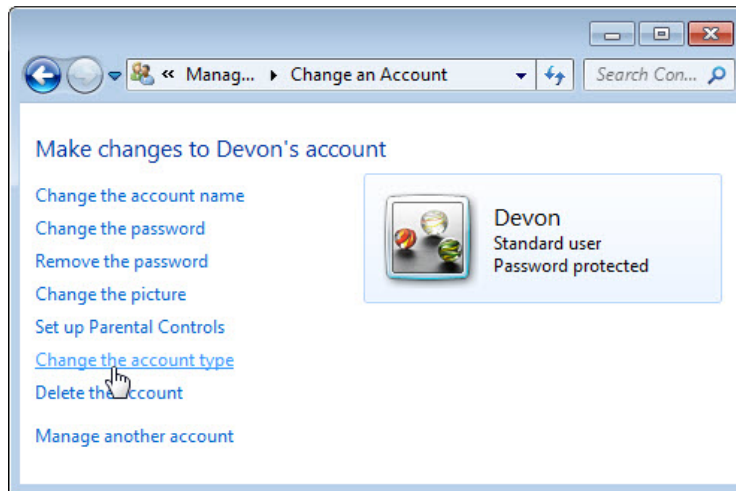 « Manag... ▸ Change an Account
Search Con...
Make changes to Devon's account
Change the account name
Change the password
Remove the password
Change the picture
Set up Parental Controls
Change the account type
Delete the account
Manage another account
Devon
Standard user
Password protected